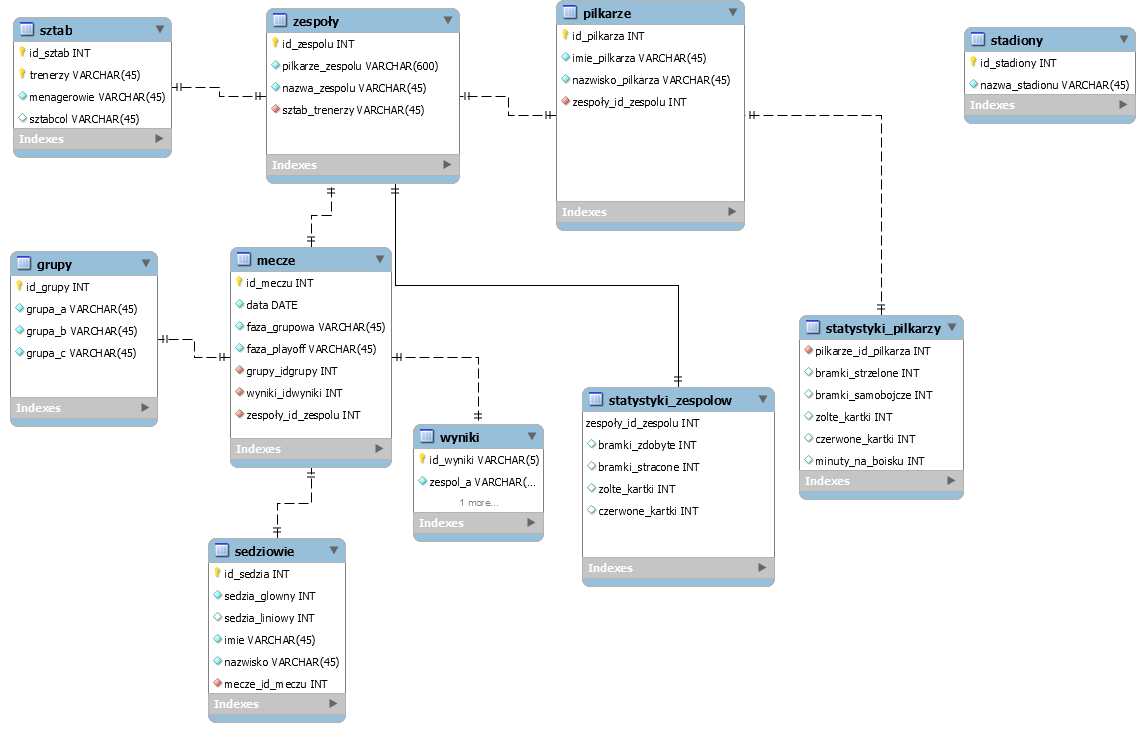 sztab
id_sztab INT
trenerzy VARCHAR(45)
menagerowie VARCHAR(45)
sztabcol VARCHAR(45)
Indexes
zespoły
id_zespolu INT
pilkarze_zespolu VARCHAR(600)
nazwa_zespolu VARCHAR(45)
sztab_trenerzy VARCHAR(45)
Indexes
pilkarze
id_pilkarza INT
imie_pilkarza VARCHAR(45)
nazwisko_pilkarza VARCHAR(45)
zespoły_id_zespolu INT
Indexes
stadiony
id_stadiony INT
nazwa_stadionu VARCHAR(45)
Indexes
grupy
id_grupy INT
grupa_a VARCHAR(45)
grupa_b VARCHAR(45)
grupa_c VARCHAR(45)
Indexes
mecze
id_meczu INT
data DATE
faza_grupowa VARCHAR(45)
faza_playoff VARCHAR(45)
grupy_idgrupy INT
wyniki_idwyniki INT
zespoły_id_zespolu INT
Indexes
wyniki
id_wyniki VARCHAR(5)
zespol_a VARCHAR(...
1 more...
Indexes
statystyki_zespolow
zespoły_id_zespolu INT
bramki_zdobyte INT
bramki_stracone INT
zolte_kartki INT
czerwone_kartki INT
Indexes
statystyki_pilkarzy
pilkarze_id_pilkarza INT
bramki_strzelone INT
bramki_samobojcze INT
zolte_kartki INT
czerwone_kartki INT
minuty_na_boisku INT
Indexes
sedziowie
id_sedzia INT
sedzia_glowny INT
sedzia_liniowy INT
imie VARCHAR(45)
nazwisko VARCHAR(45)
mecze_id_meczu INT
Indexes